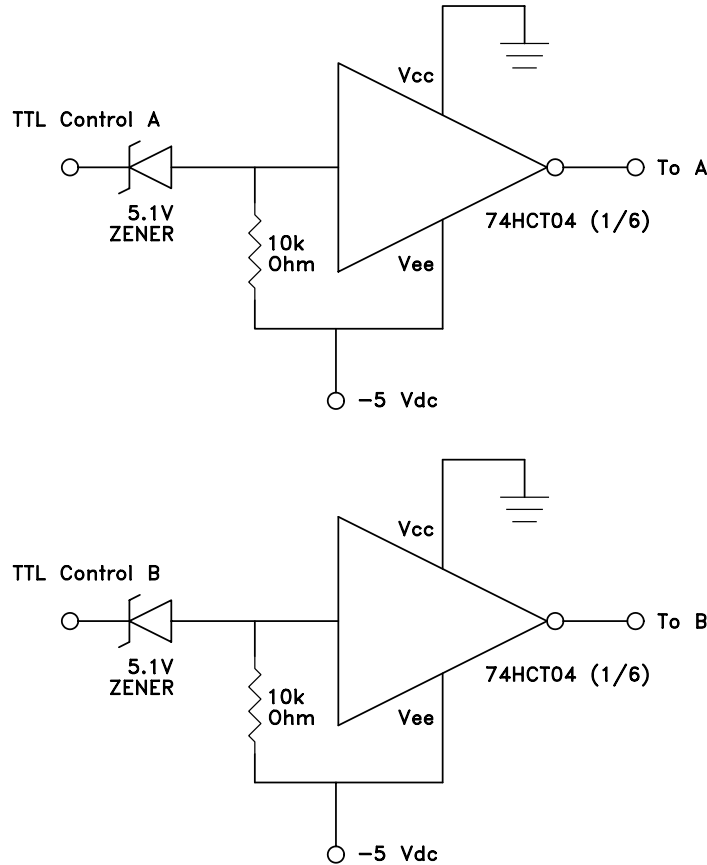 Vcc
TTL Control A
To A
5.1V
ZENER
74HCT04 (1/6)
10k
Ohm
Vee
-5 Vdc
Vcc
TTL Control B
To B
5.1V
ZENER
74HCT04 (1/6)
10k
Ohm
Vee
-5 Vdc